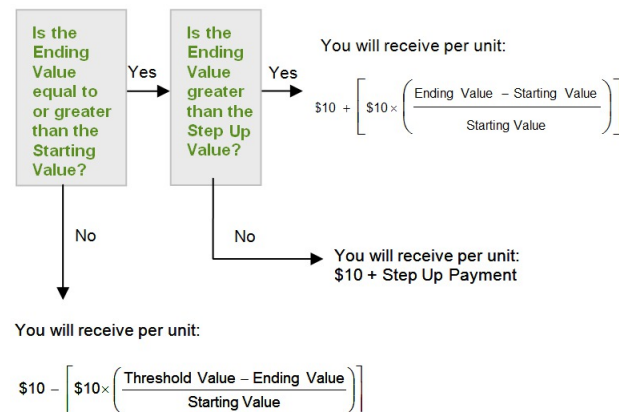 Is the
Ending
Value
equal to
or greater
than the
Starting
Value?
Yes
Is the
Ending
Value
greater
than the
Step Up
Value?
Yes
You will receive per unit:
$10 + [ $10 × ( Ending Value – Starting Value
Starting Value ) ]
No
No
You will receive per unit:
$10 + Step Up Payment
You will receive per unit:
$10 – [ $10× ( Threshold Value – Ending Value
Starting Value ) ]